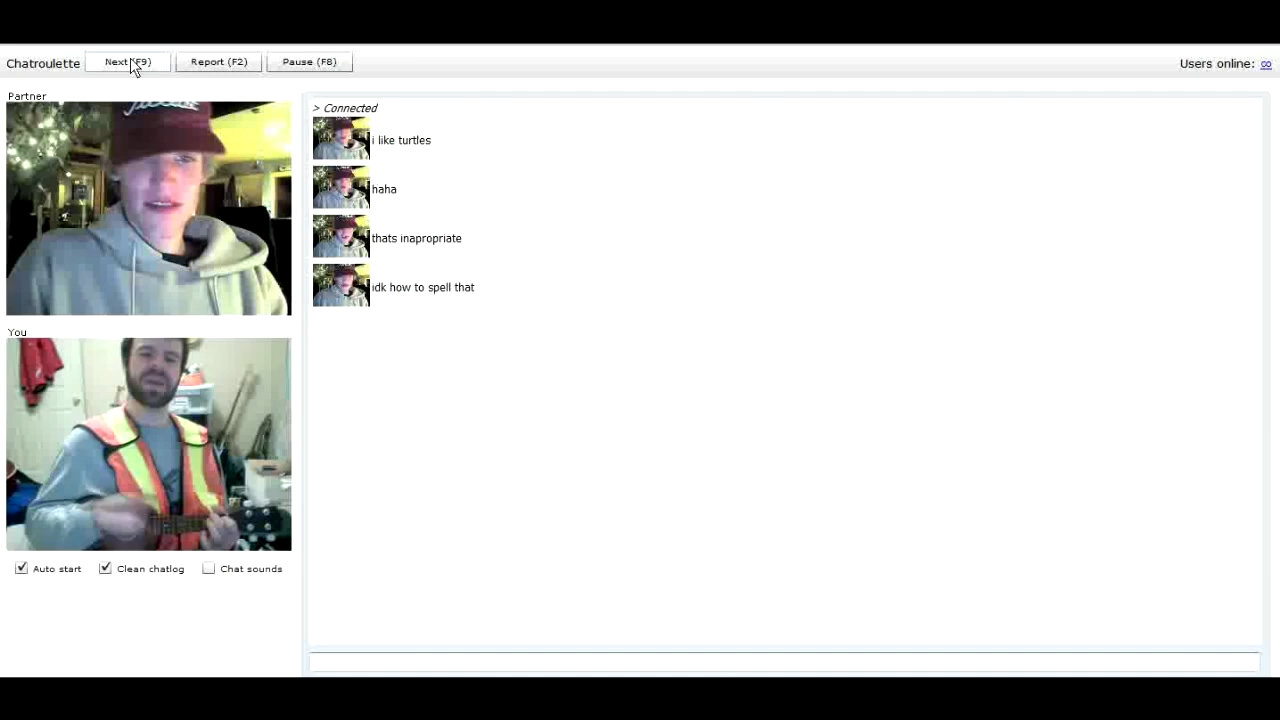 Chatroulette
Next (F9)
Report (F2)
Pause (F8)
Users online: ∞
Partner
> Connected
i like turtles
haha
thats inapropriate
idk how to spell that
You
Auto start
Clean chatlog
Chat sounds